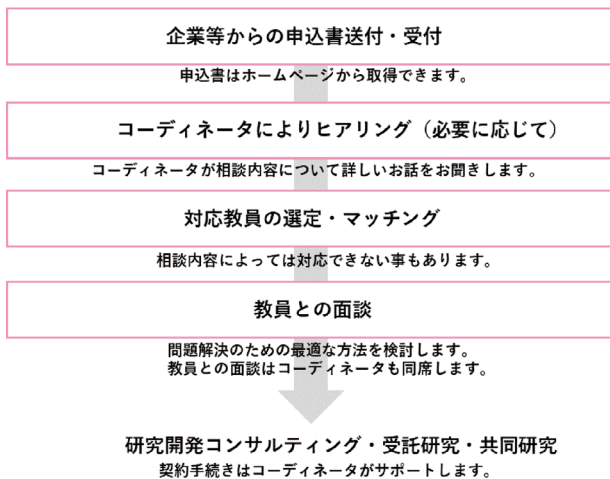 企業等からの申込書送付・受付
申込書はホームページから取得できます。
コーディネータによりヒアリング（必要に応じて）
コーディネータが相談内容について詳しいお話をお聞きします。
対応教員の選定・マッチング
相談内容によっては対応できない事もあります。
教員との面談
問題解決のための最適な方法を検討します。
教員との面談はコーディネータも同席します。
研究開発コンサルティング・受託研究・共同研究
契約手続きはコーディネータがサポートします。